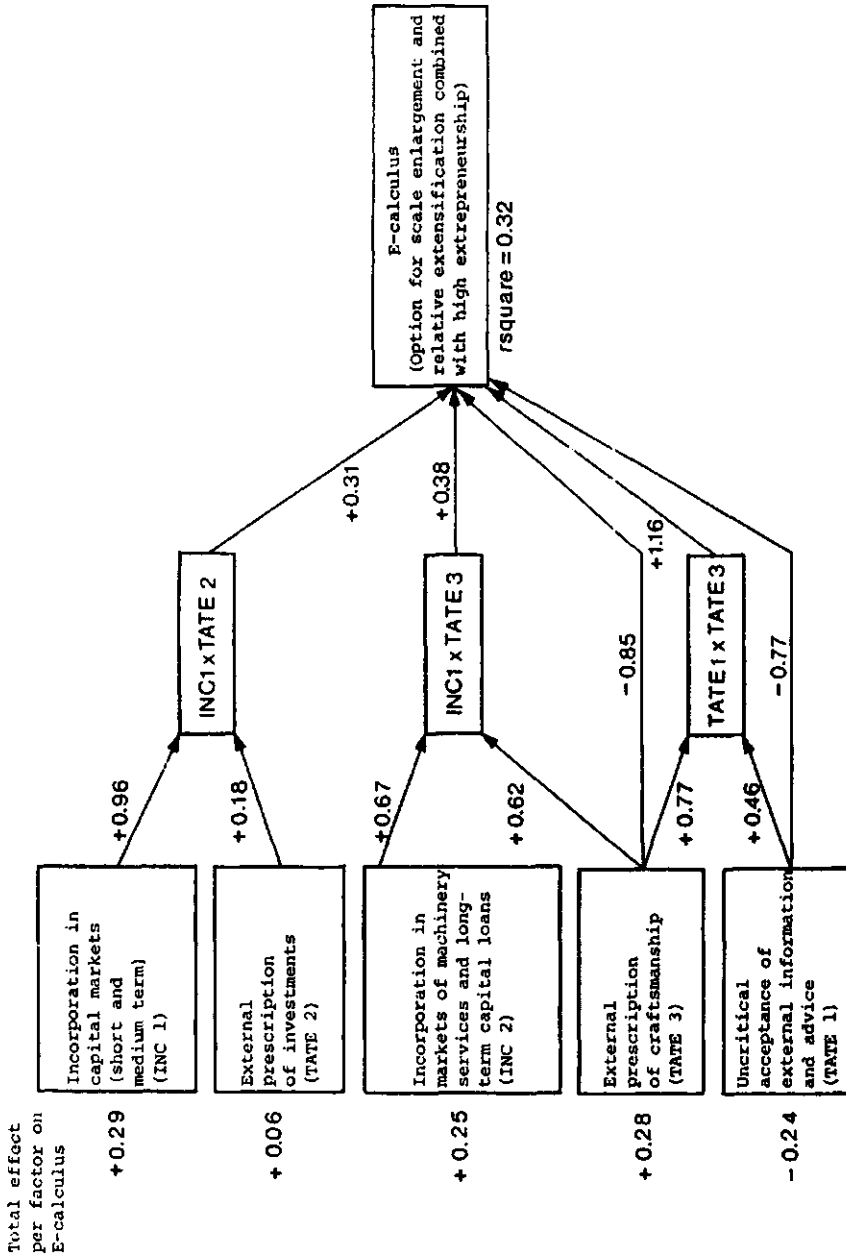 Total effect
per factor on
E-calculus
+0.29
Incorporation in
capital markets
(short and
medium term)
(INC 1)
+0.06
External
prescription
of investments
(TATE 2)
+0.25
Incorporation in
markets of machinery
services and long-
term capital loans
(INC 2)
+0.28
External
prescription
of craftsmanship
(TATE 3)
-0.24
Uncritical
acceptance of
external information
and advice
(TATE 1)
+0.96
+0.18
+0.67
+0.62
+0.77
+0.46
INC1 x TATE 2
INC1 x TATE 3
TATE1 x TATE3
+0.31
+0.38
-0.85
+1.16
-0.77
E-calculus
(Option for scale enlargement and
relative extensification combined
with high extrepreneurship)
rsquare = 0.32